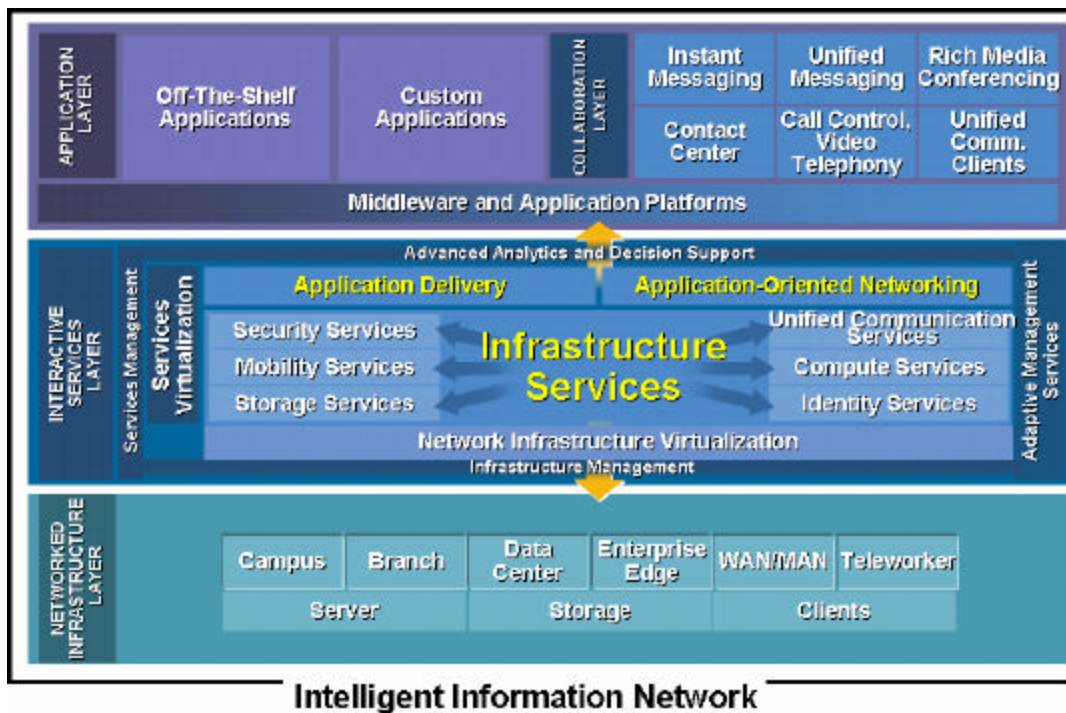 APPLICATION
LAYER
Off-The-Shelf
Applications
Custom
Applications
COLLABORATION
LAYER
Instant
Messaging
Unified
Messaging
Rich Media
Conferencing
Contact
Center
Call Control,
Video
Telephony
Unified
Comm.
Clients
Middleware and Application Platforms
INTERACTIVE
SERVICES
LAYER
Services Management
Services
Virtualization
Advanced Analytics and Decision Support
Application Delivery
Application-Oriented Networking
Security Services
Mobility Services
Storage Services
Infrastructure
Services
Unified Communication
Services
Compute Services
Identity Services
Network Infrastructure Virtualization
Infrastructure Management
Adaptive Management
Services
NETWORKED
INFRASTRUCTURE
LAYER
Campus
Branch
Data
Center
Enterprise
Edge
WAN/MAN
Teleworker
Server
Storage
Clients
Intelligent Information Network